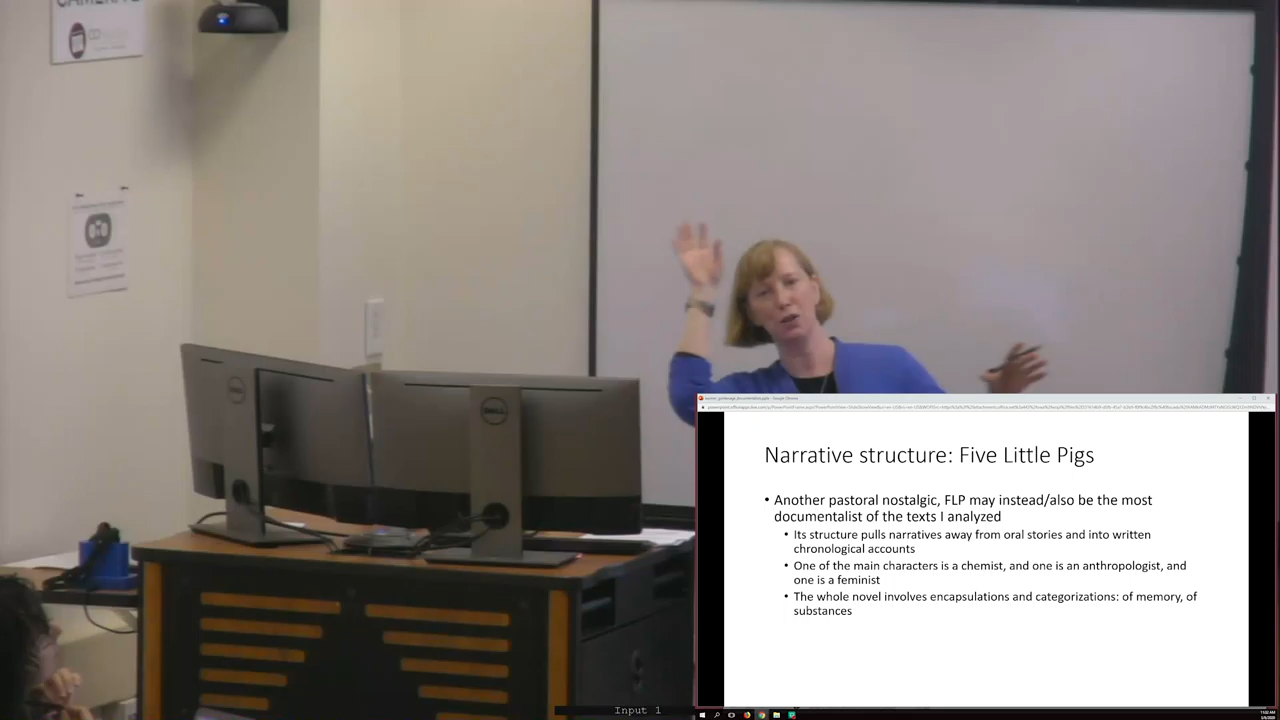 DELL
DELL
Narrative structure: Five Little Pigs
• Another pastoral nostalgic, FLP may instead/also be the most
documentalist of the texts I analyzed
• Its structure pulls narratives away from oral stories and into written
chronological accounts
• One of the main characters is a chemist, and one is an anthropologist, and
one is a feminist
• The whole novel involves encapsulations and categorizations: of memory, of
substances
Input 1